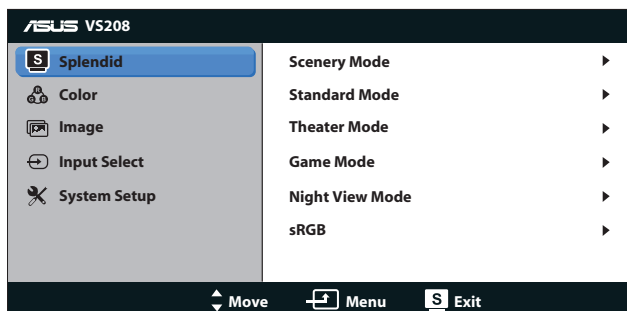 ASUS VS208
S Splendid
Color
Image
Input Select
System Setup
Scenery Mode
Standard Mode
Theater Mode
Game Mode
Night View Mode
sRGB
Move Menu S Exit